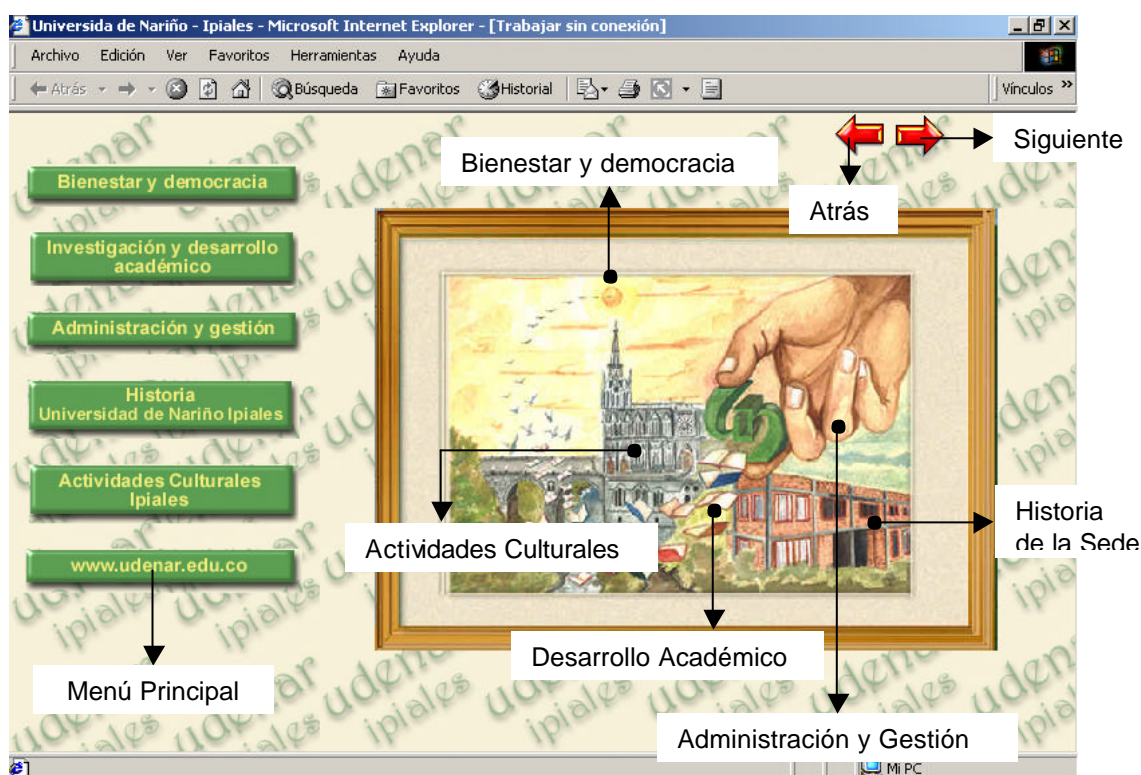 Universida de Nariño - Ipiales - Microsoft Internet Explorer - [Trabajar sin conexión]
Archivo Edición Ver Favoritos Herramientas Ayuda
Atrás Búsqueda Favoritos Historial Vínculos »
Siguiente
Atrás
Bienestar y democracia
Bienestar y democracia
Investigación y desarrollo
académico
Administración y gestión
Historia
Universidad de Nariño Ipiales
Actividades Culturales
Ipiales
www.udenar.edu.co
Menú Principal
Actividades Culturales
Historia
de la Sede
Desarrollo Académico
Administración y Gestión
udenar
ipiales
Mi PC